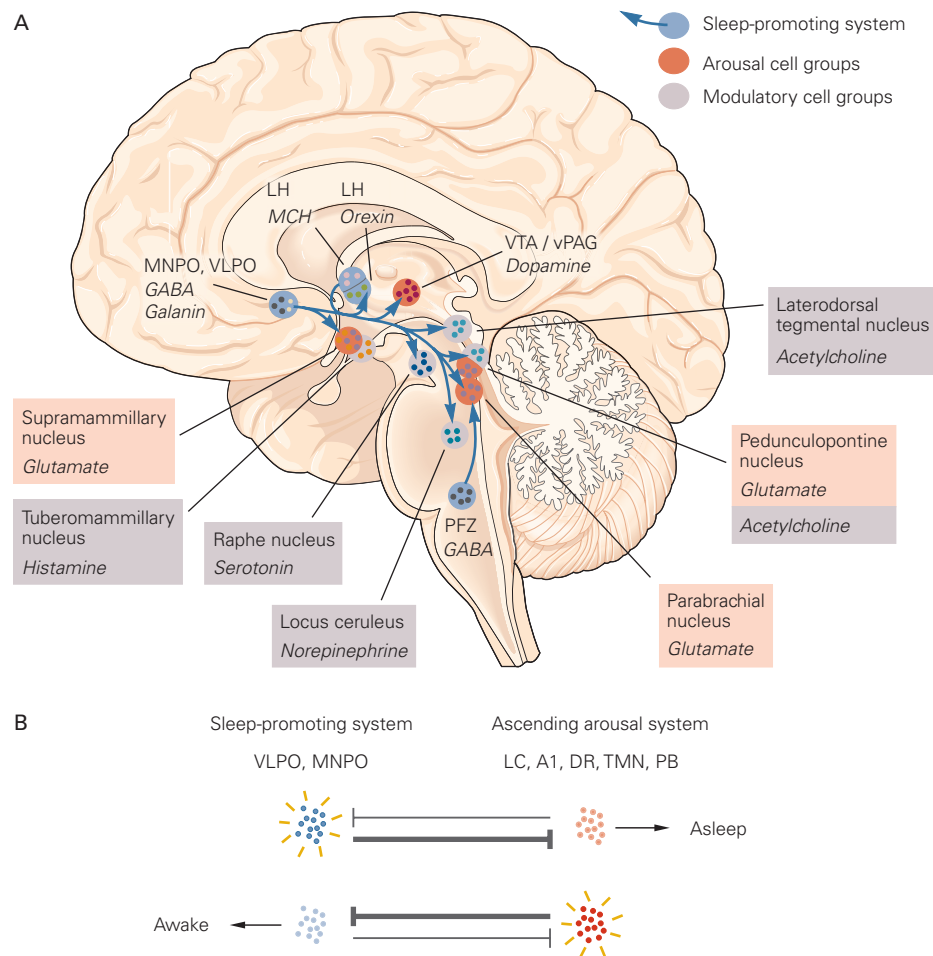 A
Sleep-promoting system
Arousal cell groups
Modulatory cell groups
LH
MCH
LH
Orexin
VTA / vPAG
Dopamine
MNPO, VLPO
GABA
Galanin
Laterodorsal
tegmental nucleus
Acetylcholine
Supramammillary
nucleus
Glutamate
Pedunculopontine
nucleus
Glutamate
Acetylcholine
Tuberomammillary
nucleus
Histamine
Raphe nucleus
Serotonin
PFZ
GABA
Locus ceruleus
Norepinephrine
Parabrachial
nucleus
Glutamate
B
Sleep-promoting system
VLPO, MNPO
Ascending arousal system
LC, A1, DR, TMN, PB
Asleep
Awake